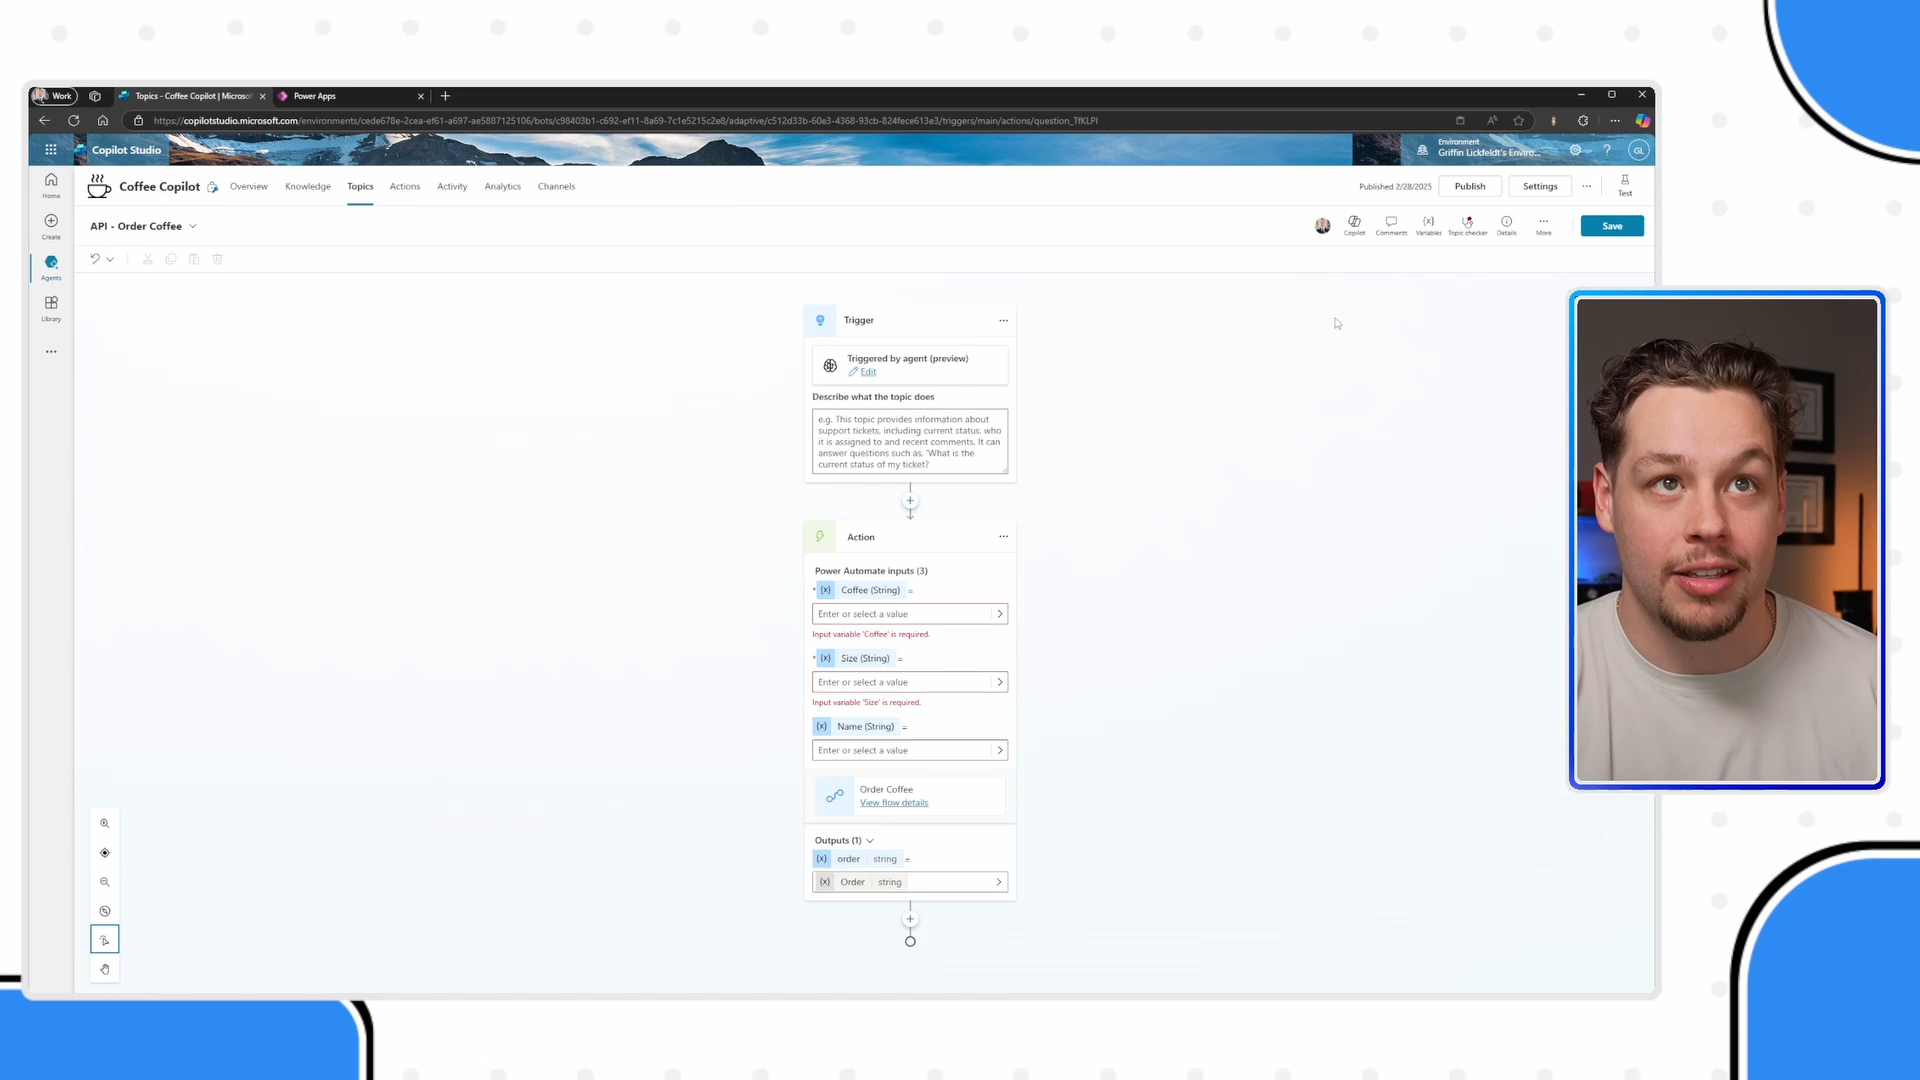 Work
Topics - Coffee Copilot | Microsof
Power Apps
https://copilotstudio.microsoft.com/environments/cede678e-2cea-ef61-a697-ae5887125106/bots/c98403b1-c692-ef11-8a69-7c1e5215c2e8/adaptive/c512d33b-60e3-4368-93cb-824fece613e3/triggers/main/actions/question_TfKLPI
Copilot Studio
Environment
Griffin Lickfeldt's Enviro...
GL
Coffee Copilot
Overview
Knowledge
Topics
Actions
Activity
Analytics
Channels
Published 2/28/2025
Publish
Settings
Test
Home
Create
Agents
Library
API - Order Coffee
Copilot
Comments
Variables
Topic checker
Details
More
Save
Trigger
Triggered by agent (preview)
Edit
Describe what the topic does
e.g. This topic provides information about
support tickets, including current status, who
it is assigned to and recent comments. It can
answer questions such as, 'What is the
current status of my ticket?
Action
Power Automate inputs (3)
* {x} Coffee (String) =
Enter or select a value
Input variable 'Coffee' is required.
* {x} Size (String) =
Enter or select a value
Input variable 'Size' is required.
{x} Name (String) =
Enter or select a value
Order Coffee
View flow details
Outputs (1)
{x} order string =
{x} Order string